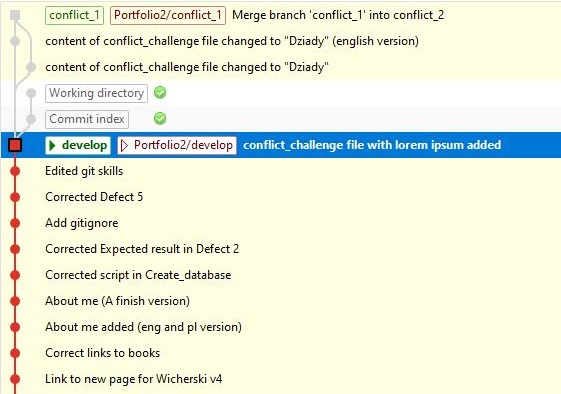 conflict_1 Portfolio2/conflict_1 Merge branch 'conflict_1' into conflict_2
content of conflict_challenge file changed to "Dziady" (english version)
content of conflict_challenge file changed to "Dziady"
Working directory
Commit index
develop Portfolio2/develop conflict_challenge file with lorem ipsum added
Edited git skills
Corrected Defect 5
Add gitignore
Corrected Expected result in Defect 2
Corrected script in Create_database
About me (A finish version)
About me added (eng and pl version)
Correct links to books
Link to new page for Wicherski v4